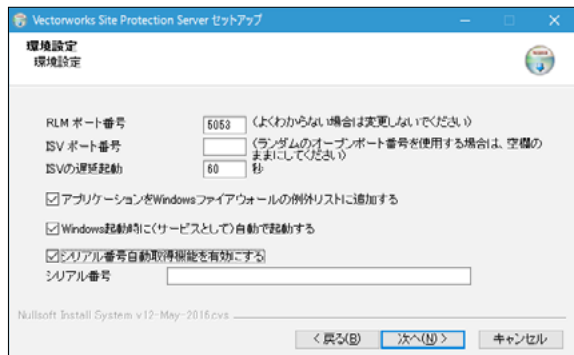 Vectorworks Site Protection Server セットアップ
環境設定
環境設定
RLM ポート番号 5053 (よくわからない場合は変更しないでください)
ISV ポート番号 (ランダムのオープンポート番号を使用する場合は、空欄の
ままにしてください)
ISVの遅延起動 60 秒
アプリケーションをWindowsファイアウォールの例外リストに追加する
Windows起動時に(サービスとして)自動で起動する
シリアル番号自動取得機能を有効にする
シリアル番号
Nullsoft Install System v12-May-2016.cvs
< 戻る(B) 次へ(N) > キャンセル